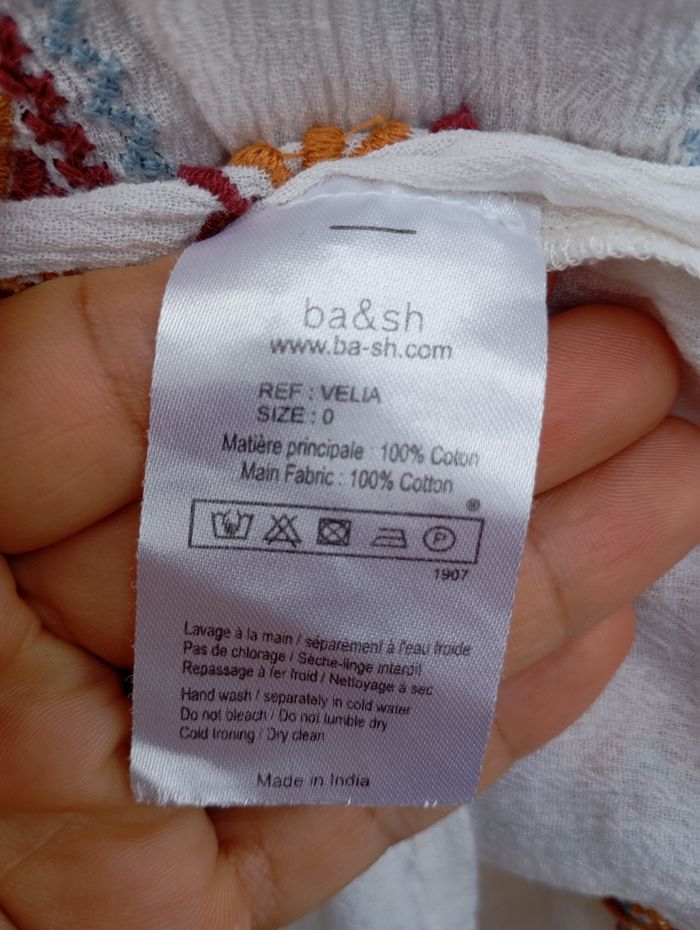 ba&sh
www.ba-sh.com
REF : VELIA
SIZE : 0
Matière principale : 100% Coton
Main Fabric : 100% Cotton
®
P
1907
Lavage à la main / séparement à l'eau froide
Pas de chlorage / Sèche-linge interdit
Repassage à fer froid / Nettoyage à sec
Hand wash / separately in cold water
Do not bleach / Do not tumble dry
Cold Ironing / Dry clean
Made in India